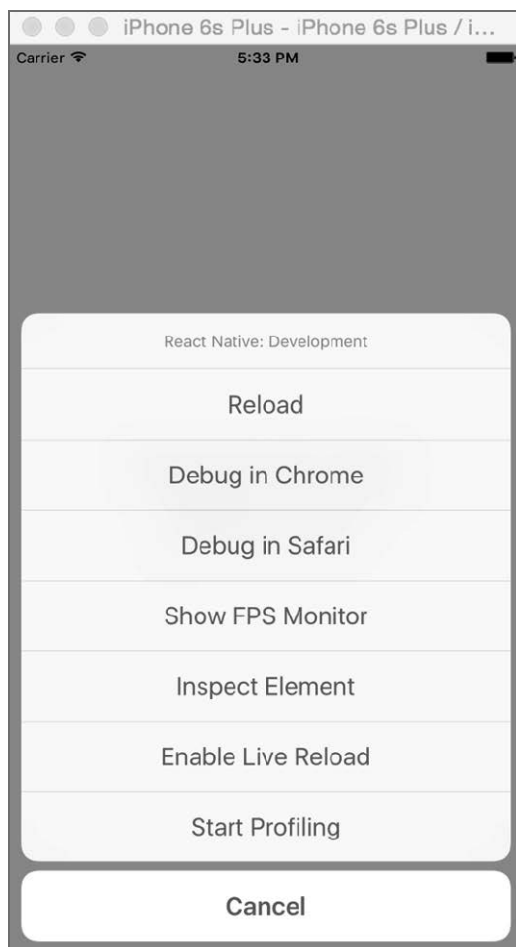 iPhone 6s Plus - iPhone 6s Plus / i...
Carrier 5:33 PM
React Native: Development
Reload
Debug in Chrome
Debug in Safari
Show FPS Monitor
Inspect Element
Enable Live Reload
Start Profiling
Cancel